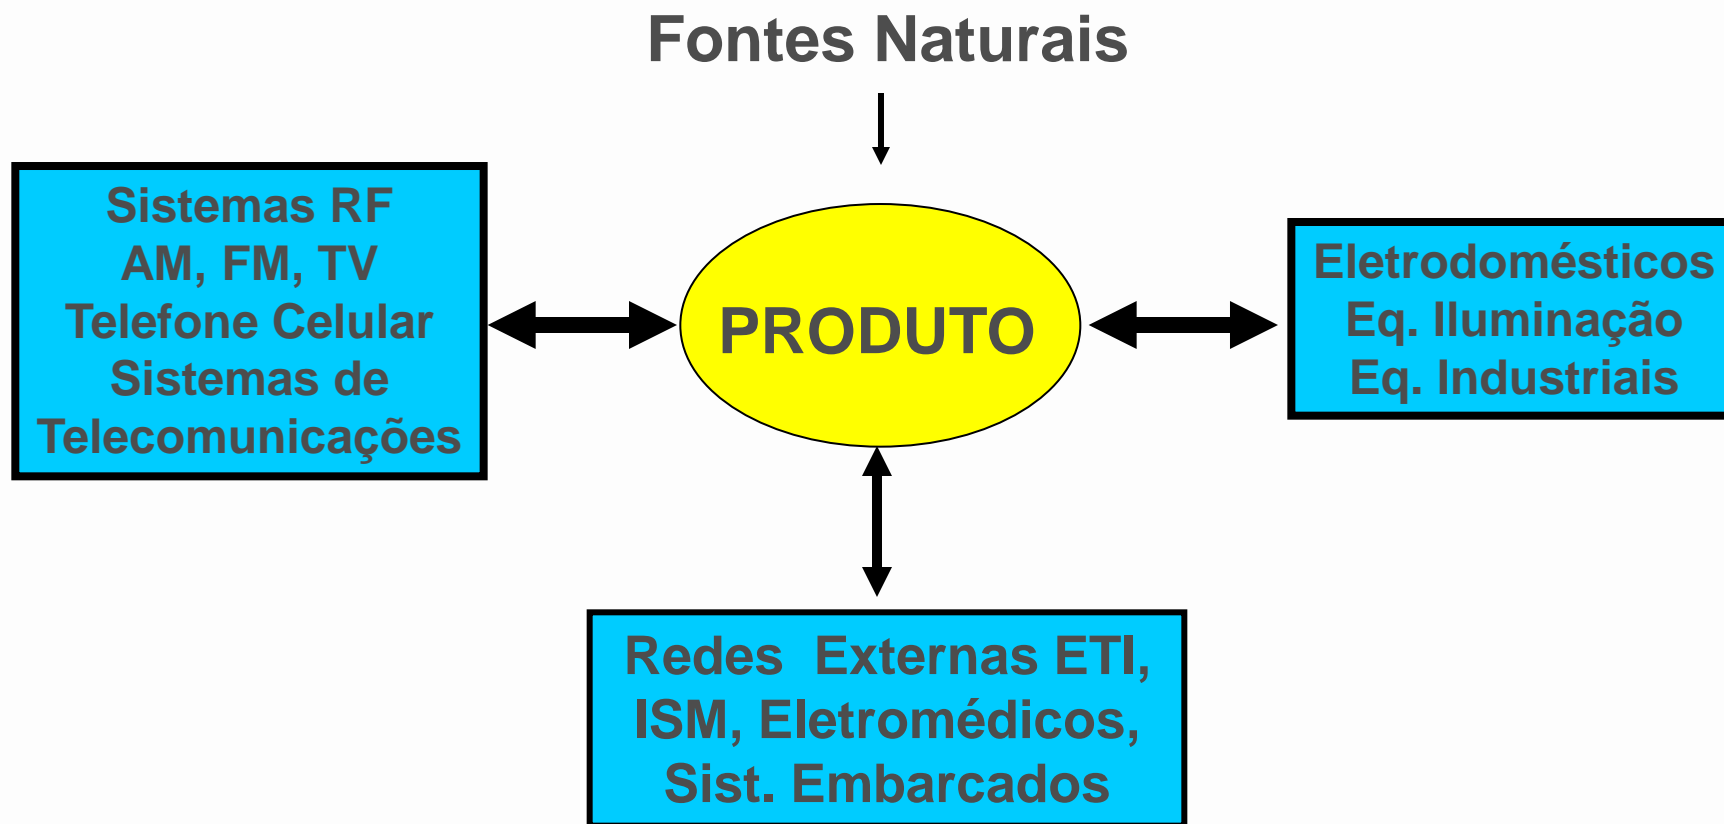 Fontes Naturais
Sistemas RF
AM, FM, TV
Telefone Celular
Sistemas de
Telecomunicações
PRODUTO
Eletrodomésticos
Eq. Iluminação
Eq. Industriais
Redes  Externas ETI,
ISM, Eletromédicos,
Sist. Embarcados